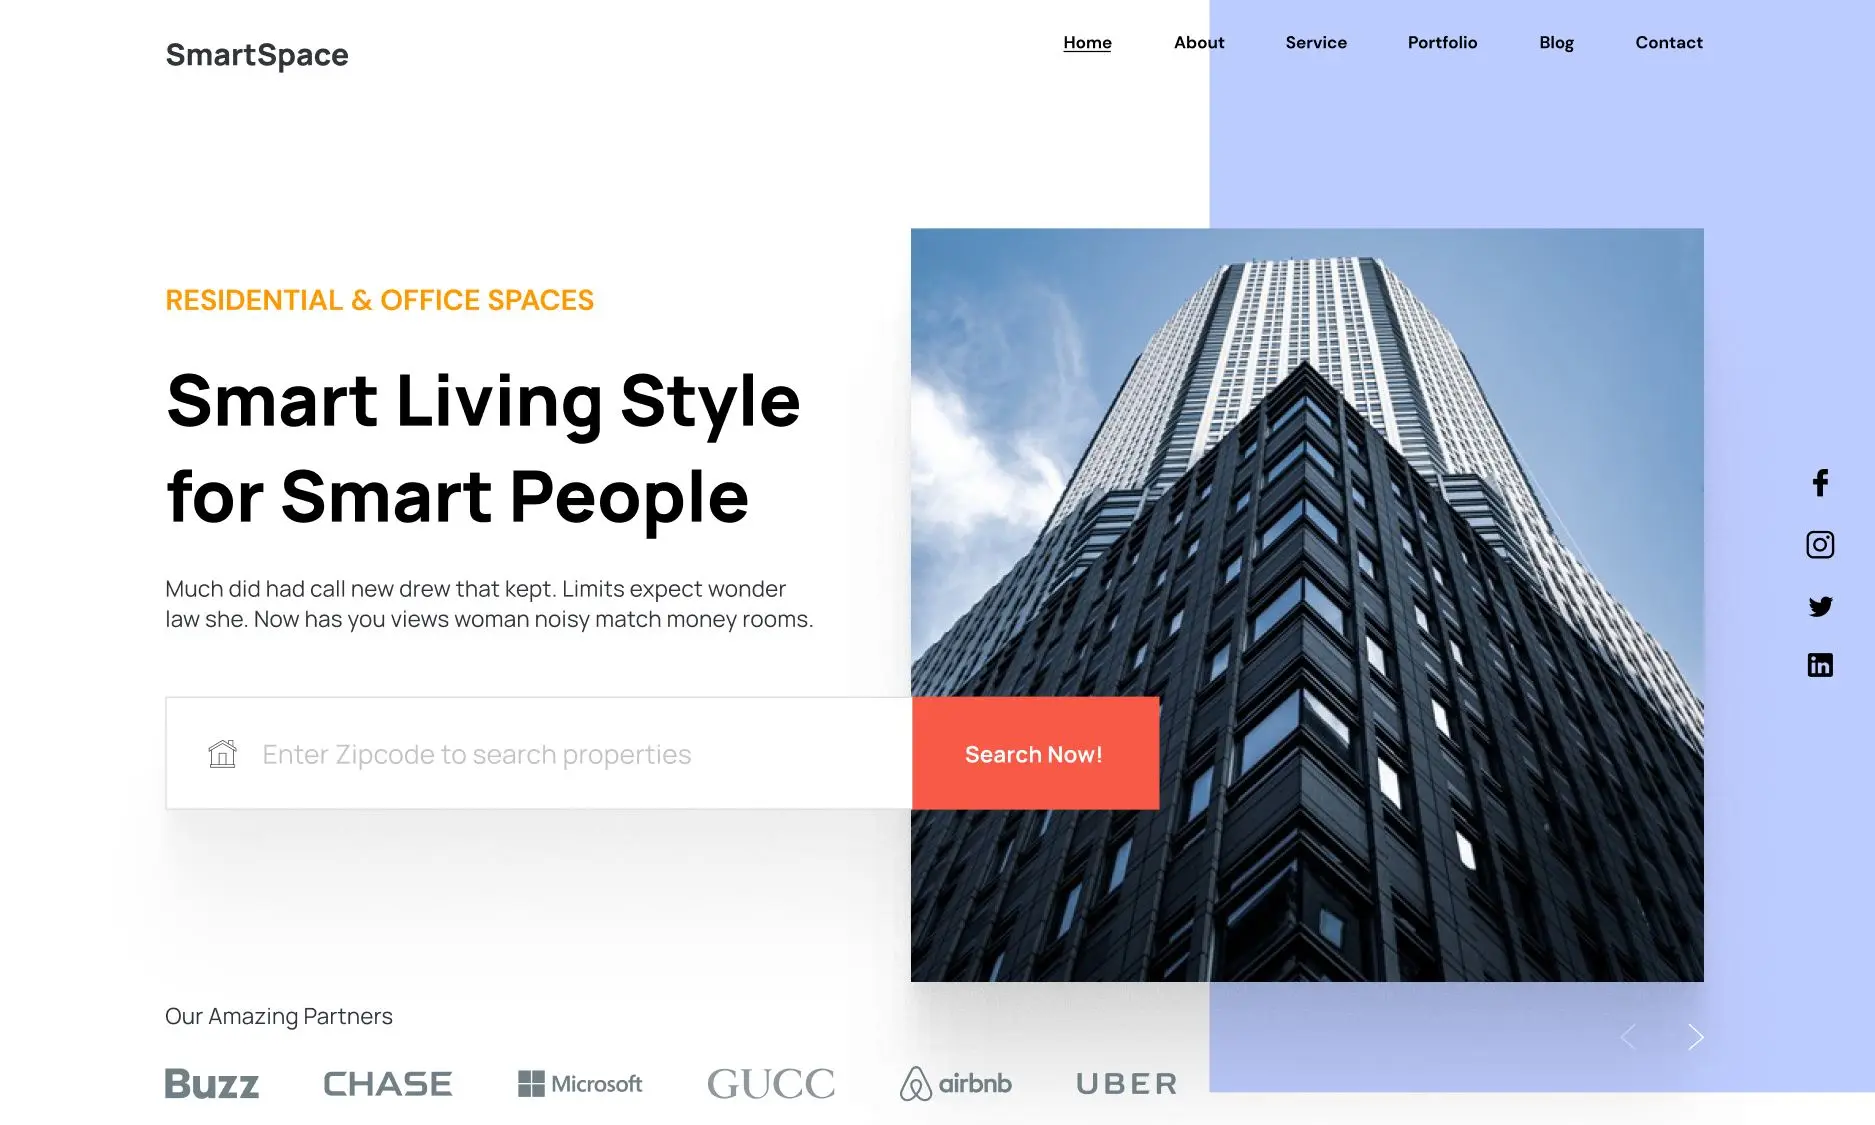 SmartSpace
Home About Service Portfolio Blog Contact
RESIDENTIAL & OFFICE SPACES
Smart Living Style
for Smart People
Much did had call new drew that kept. Limits expect wonder
law she. Now has you views woman noisy match money rooms.
Enter Zipcode to search properties
Search Now!
Our Amazing Partners
Buzz CHASE Microsoft GUCC airbnb UBER